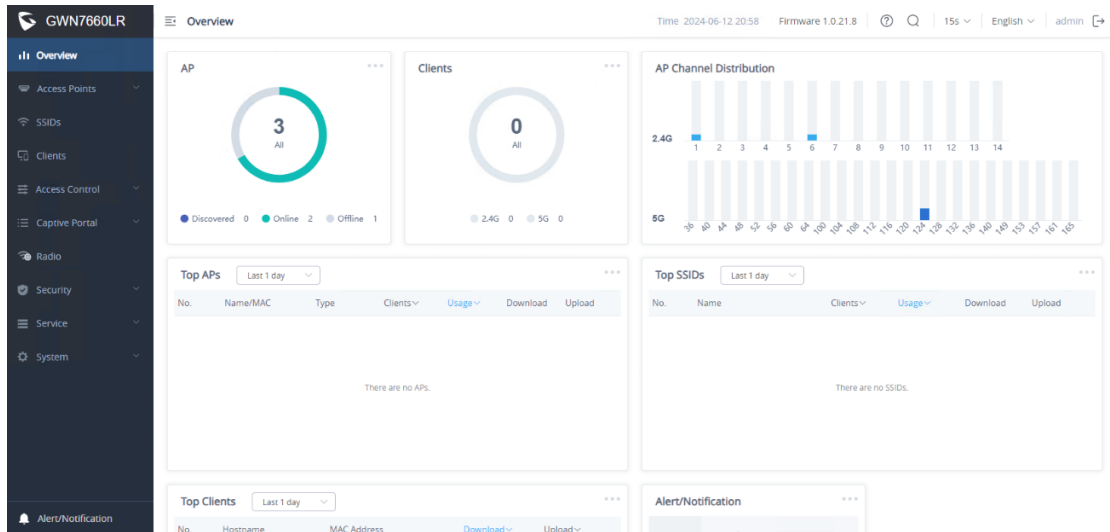 GWN7660LR
Overview
Time 2024-06-12 20:58 Firmware 1.0.21.8 15s English admin
Overview
Access Points
SSIDs
Clients
Access Control
Captive Portal
Radio
Security
Service
System
Alert/Notification
AP
3
All
Discovered 0 Online 2 Offline 1
Clients
0
All
2.4G 0 5G 0
AP Channel Distribution
2.4G
1 2 3 4 5 6 7 8 9 10 11 12 13 14
5G
36 40 44 48 52 56 60 64 100 104 108 112 116 120 124 128 132 136 140 149 153 157 161 165
Top APs Last 1 day
No. Name/MAC Type Clients Usage Download Upload
There are no APs.
Top SSIDs Last 1 day
No. Name Clients Usage Download Upload
There are no SSIDs.
Top Clients Last 1 day
No. Hostname MAC Address Download Upload
Alert/Notification